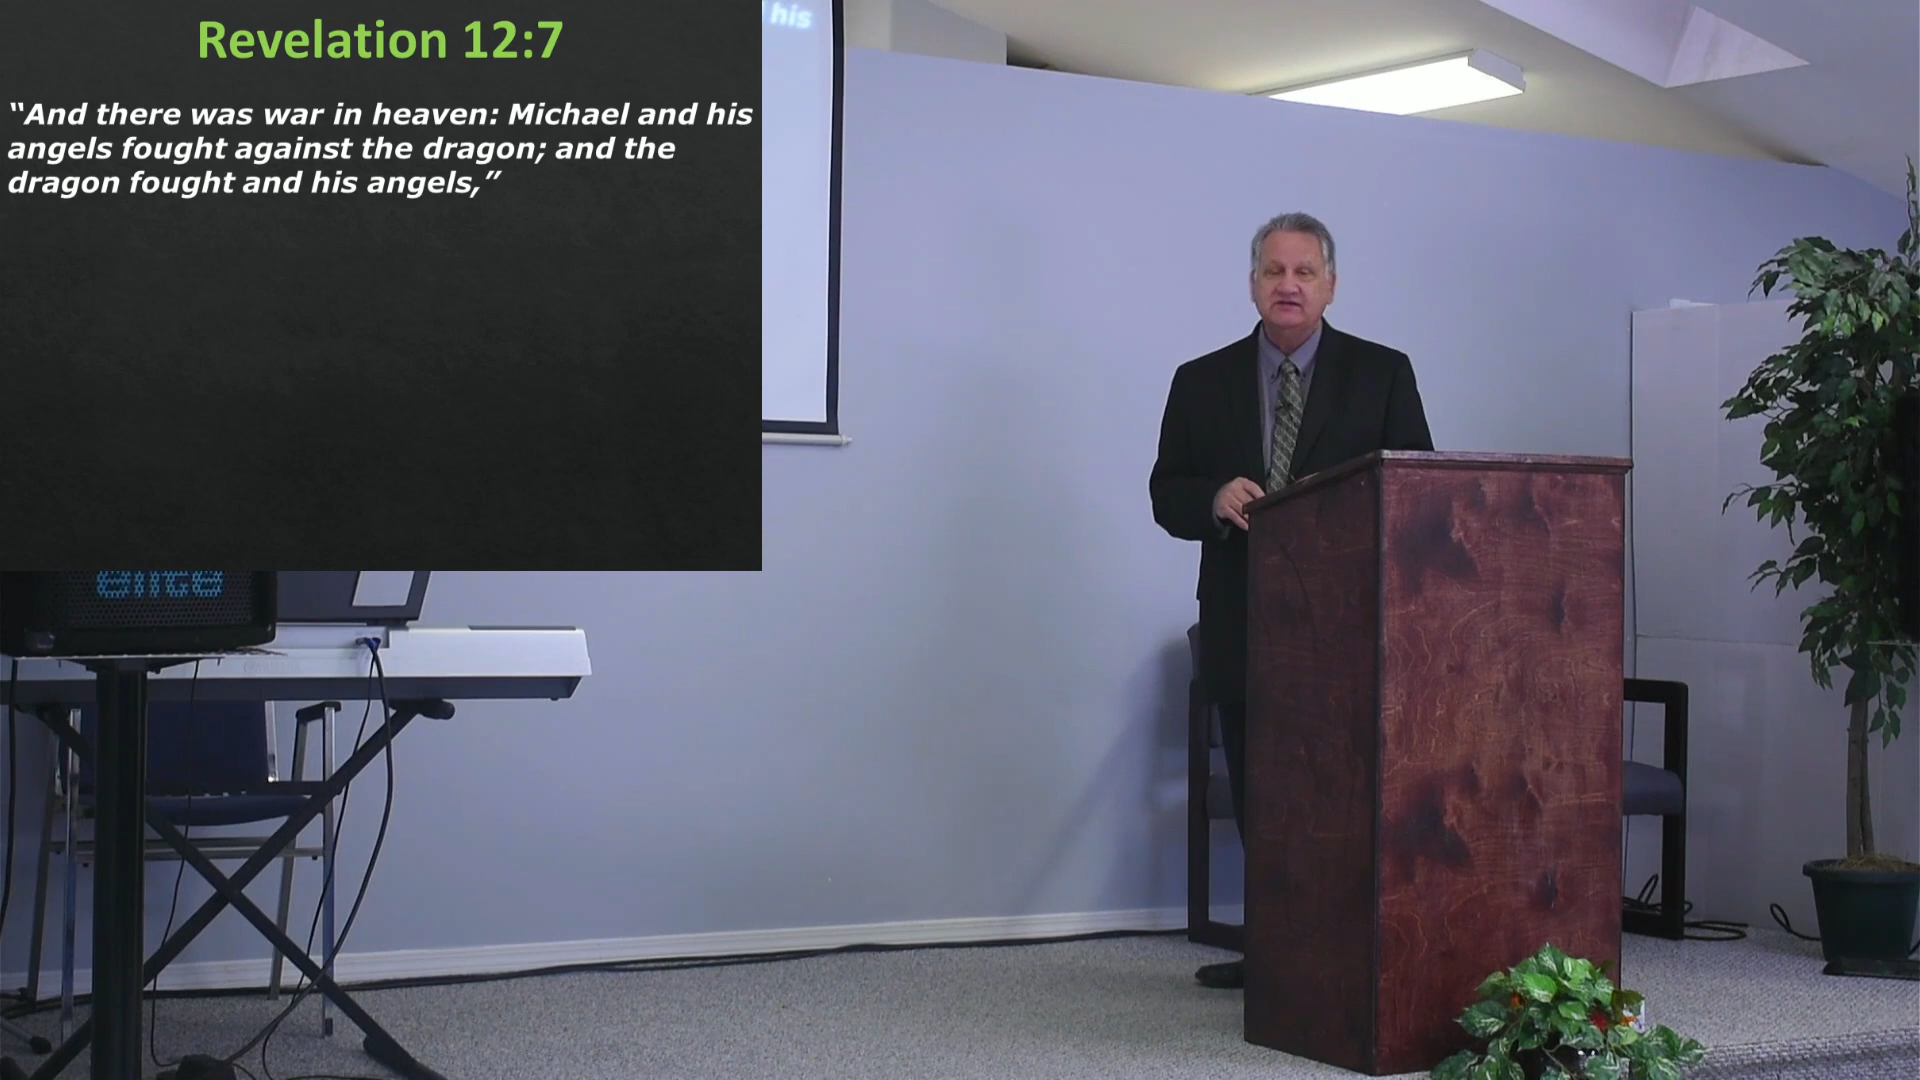 Revelation 12:7
“And there was war in heaven: Michael and his
angels fought against the dragon; and the
dragon fought and his angels,”
his